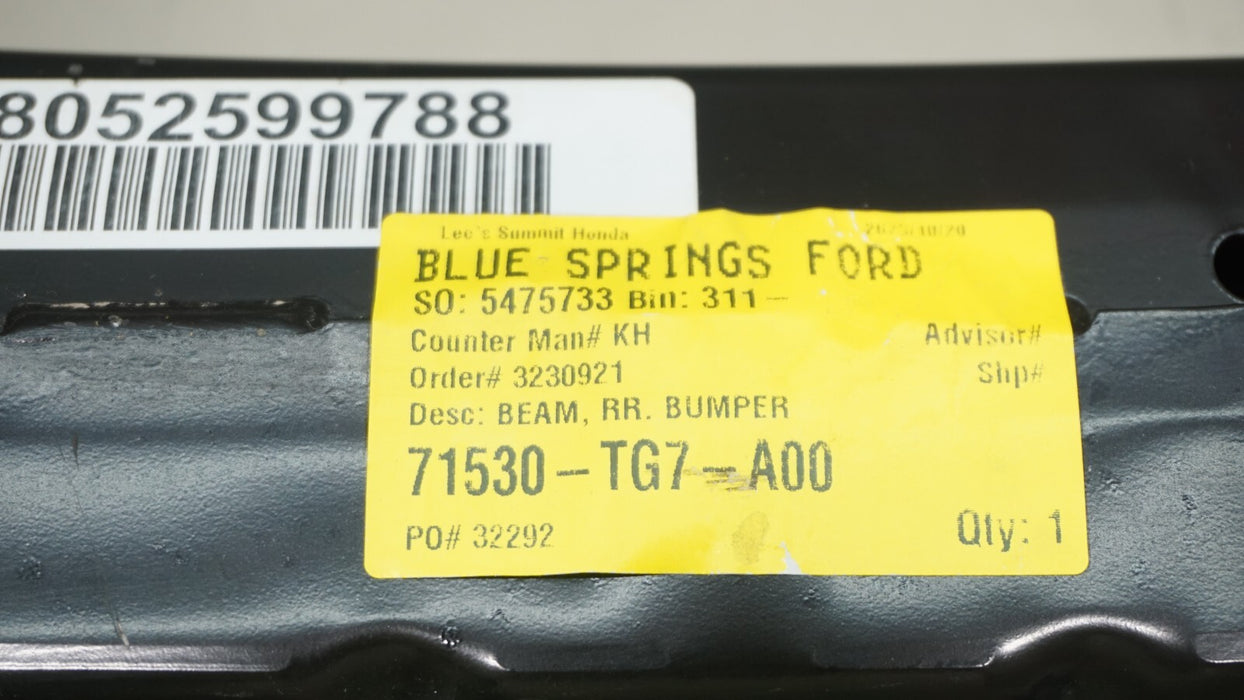 8052599788
Lee's Summit Honda
BLUE SPRINGS FORD
SO: 5475733 Bin: 311
Counter Man# KH Advisor#
Order# 3230921 Shp#
Desc: BEAM, RR. BUMPER
71530-TG7-A00
PO# 32292 Qty: 1